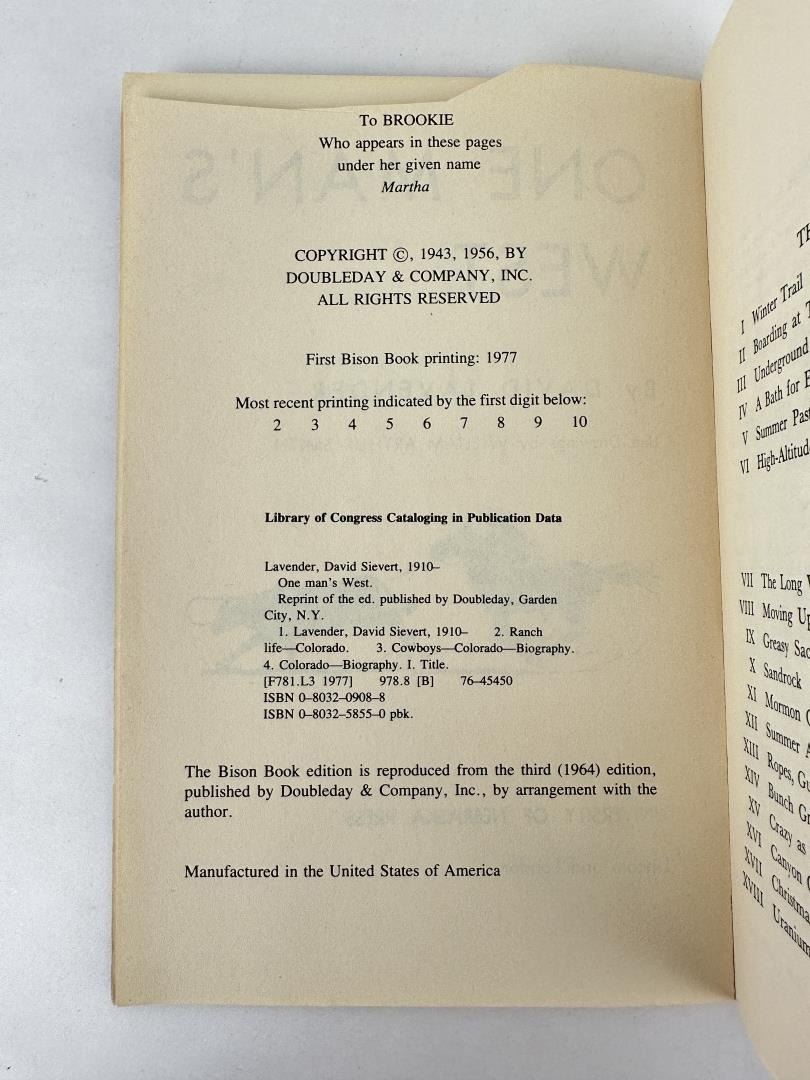 To BROOKIE
Who appears in these pages
under her given name
Martha
COPYRIGHT ©, 1943, 1956, BY
DOUBLEDAY & COMPANY, INC.
ALL RIGHTS RESERVED
First Bison Book printing: 1977
Most recent printing indicated by the first digit below:
2 3 4 5 6 7 8 9 10
Library of Congress Cataloging in Publication Data
Lavender, David Sievert, 1910–
One man's West.
Reprint of the ed. published by Doubleday, Garden
City, N.Y.
1. Lavender, David Sievert, 1910– 2. Ranch
life—Colorado. 3. Cowboys—Colorado—Biography.
4. Colorado—Biography. I. Title.
[F781.L3 1977] 978.8 [B] 76–45450
ISBN 0–8032–0908–8
ISBN 0–8032–5855–0 pbk.
The Bison Book edition is reproduced from the third (1964) edition,
published by Doubleday & Company, Inc., by arrangement with the
author.
Manufactured in the United States of America
I Winter Trail
II Boarding at
III Underground
IV A Bath for
V Summer
VI High-Altitude
VII The Long
VIII Moving Up
IX Greasy
X Sandrock
XI Mormon
XII Summer
XIII Ropes,
XIV Bunch
XV Crazy as
XVI Canyon
XVII Christmas
XVIII Uranium